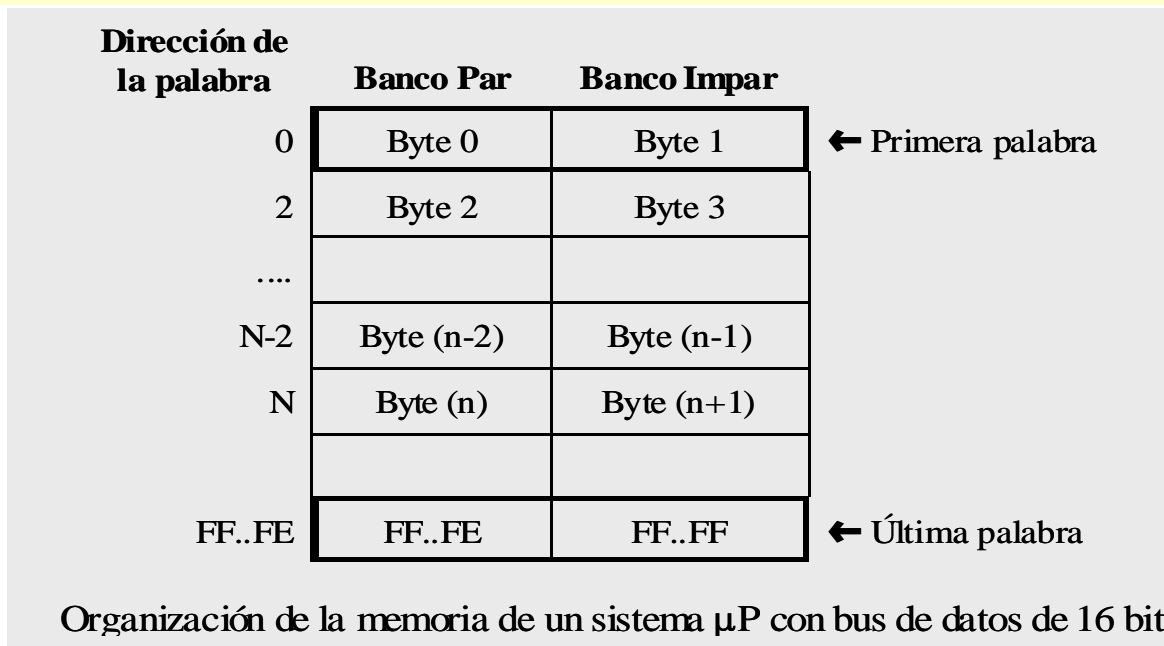 Dirección de
la palabra Banco Par Banco Impar
0 Byte 0 Byte 1 ← Primera palabra
2 Byte 2 Byte 3
....
N-2 Byte (n-2) Byte (n-1)
N Byte (n) Byte (n+1)
FF..FE FF..FE FF..FF ← Última palabra
Organización de la memoria de un sistema µP con bus de datos de 16 bit